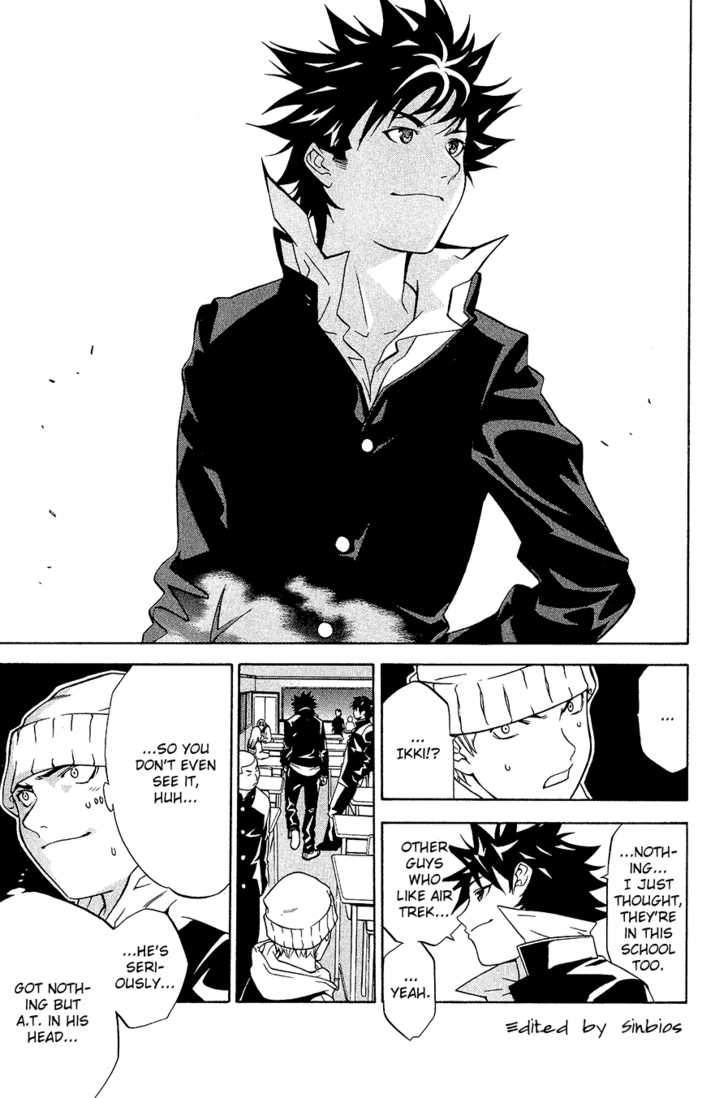 ...
...
IKKI!?
...NOTH-
ING...
I JUST
THOUGHT,
THEY'RE
IN THIS
SCHOOL
TOO.
OTHER
GUYS
WHO
LIKE AIR
TREK...
...
YEAH.
...SO YOU
DON'T EVEN
SEE IT,
HUH...
...HE'S
SERI-
OUSLY...
GOT NOTH-
ING BUT
A.T. IN HIS
HEAD...
Edited by Sinbios